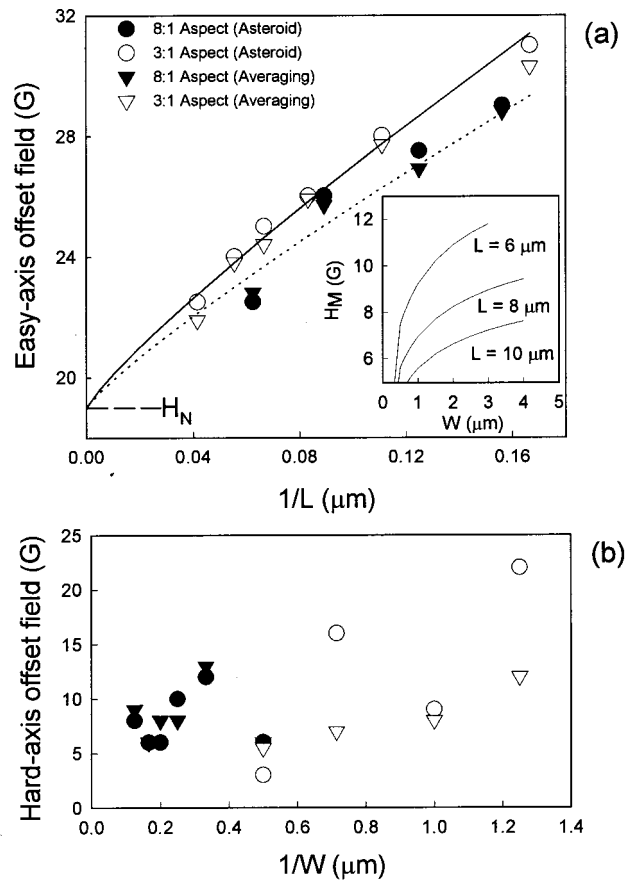 (a)
8:1 Aspect (Asteroid)
3:1 Aspect (Asteroid)
8:1 Aspect (Averaging)
3:1 Aspect (Averaging)
Easy-axis offset field (G)
32
28
24
20
16
H_N
0.00 0.04 0.08 0.12 0.16
1/L (μm)
H_M (G)
12
10
8
6
L = 6 μm
L = 8 μm
L = 10 μm
0 1 2 3 4 5
W (μm)
(b)
Hard-axis offset field (G)
25
20
15
10
5
0
0.0 0.2 0.4 0.6 0.8 1.0 1.2 1.4
1/W (μm)